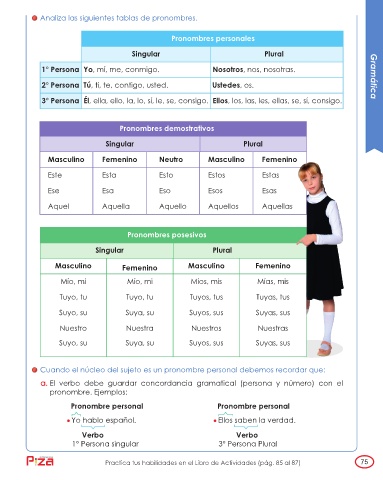 Analiza las siguientes tablas de pronombres.
Pronombres personales
Singular Plural
1° Persona Yo, mí, me, conmigo. Nosotros, nos, nosotras.
2° Persona Tú, ti, te, contigo, usted. Ustedes, os.
3° Persona Él, ella, ello, la, lo, sí, le, se, consigo. Ellos, los, las, les, ellas, se, sí, consigo.
Gramática
Pronombres demostrativos
Singular Plural
Masculino Femenino Neutro Masculino Femenino
Este Esta Esto Estos Estas
Ese Esa Eso Esos Esas
Aquel Aquella Aquello Aquellos Aquellas
Pronombres posesivos
Singular Plural
Masculino Femenino Masculino Femenino
Mío, mi Mío, mi Míos, mis Mías, mis
Tuyo, tu Tuyo, tu Tuyos, tus Tuyas, tus
Suyo, su Suya, su Suyos, sus Suyas, sus
Nuestro Nuestra Nuestros Nuestras
Suyo, su Suya, su Suyos, sus Suyas, sus
Cuando el núcleo del sujeto es un pronombre personal debemos recordar que:
a. El verbo debe guardar concordancia gramatical (persona y número) con el
pronombre. Ejemplos:
Pronombre personal Pronombre personal
• Yo hablo español. • Ellos saben la verdad.
Verbo Verbo
1° Persona singular 3° Persona Plural
Piza
Practica tus habilidades en el Libro de Actividades (pág. 85 al 87)
75